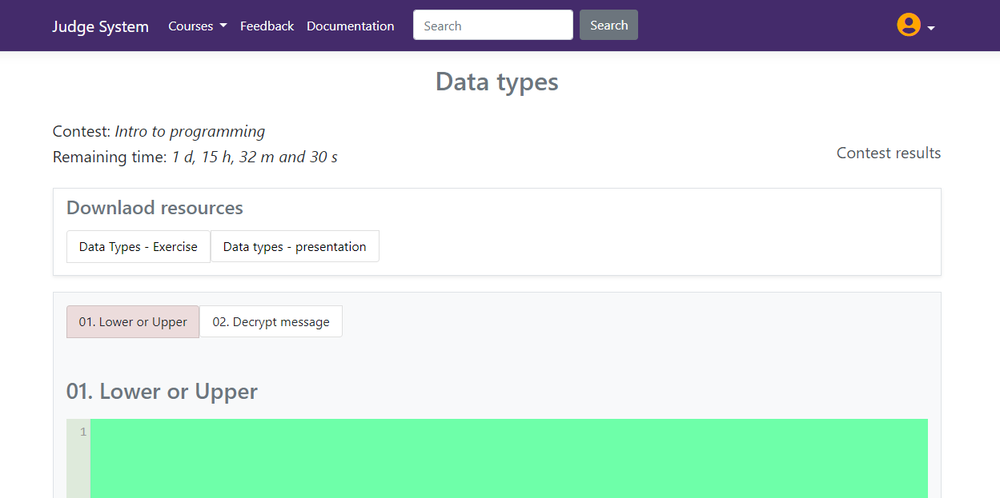 Judge System Courses Feedback Documentation Search Search
Data types
Contest: Intro to programming
Remaining time: 1 d, 15 h, 32 m and 30 s
Contest results
Downlaod resources
Data Types - Exercise Data types - presentation
01. Lower or Upper 02. Decrypt message
01. Lower or Upper
1